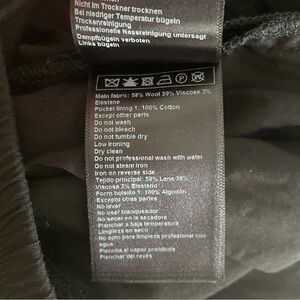 Nicht im Trockner trocknen
Bei niedriger Temperatur bügeln
Trockenreinigung
Professionelle Nassreinigung untersagt
Dampfbügeln verboten
Links bügeln
Main fabric: 58% Wool 39% Viscose 3%
Elastane
Pocket lining 1: 100% Cotton
Except other parts
Do not wash
Do not bleach
Do not tumble dry
Low ironing
Dry clean
Do not professional wash with water
Do not steam iron
Iron on reverse side
Tejido principal: 58% Lana 39%
Viscosa 3% Elastano
Forro bolsillo 1: 100% Algodón
Excepto otras partes
No lavar
No usar blanqueador
No secar en la secadora
Planchar a baja temperatura
Limpieza en seco
No apto para limpieza profesional con
agua
Plancha al vapor prohibida
Planchar del revés